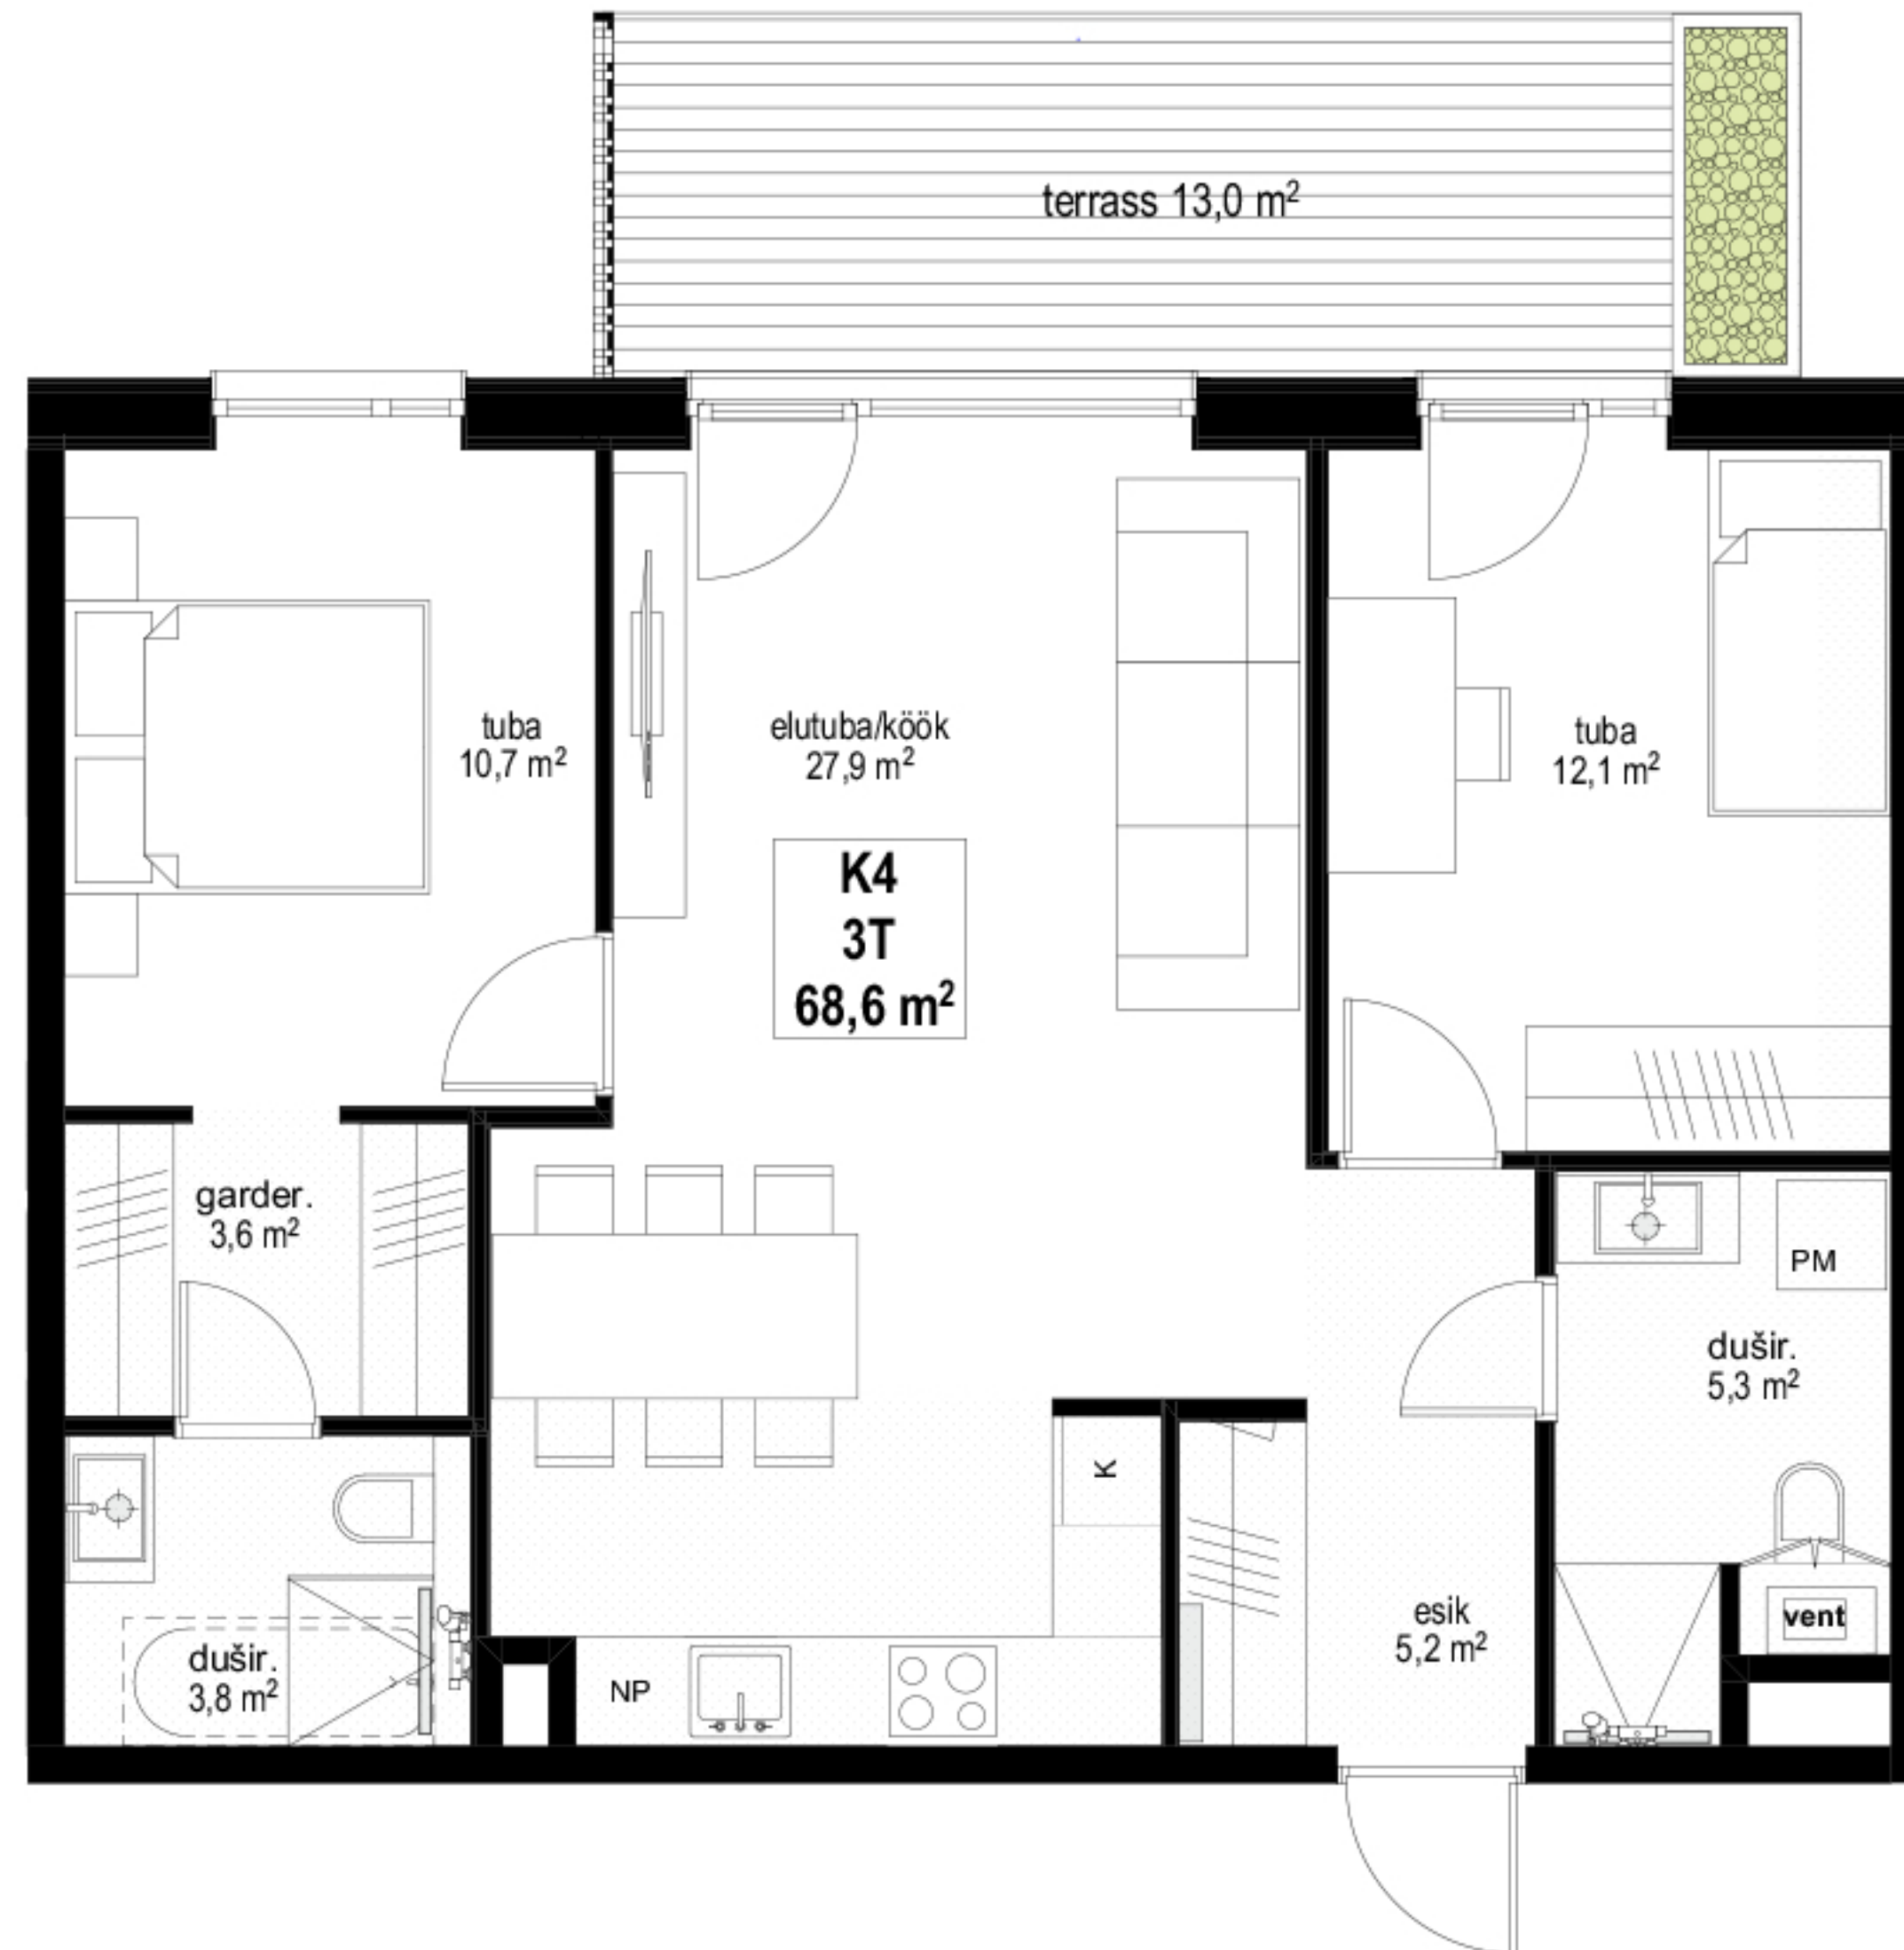 terrass 13,0 m²
tuba
10,7 m²
elutuba/köök
27,9 m²
tuba
12,1 m²
K4
3T
68,6 m²
garder.
3,6 m²
PM
dušir.
5,3 m²
K
vent
esik
5,2 m²
dušir.
3,8 m²
NP